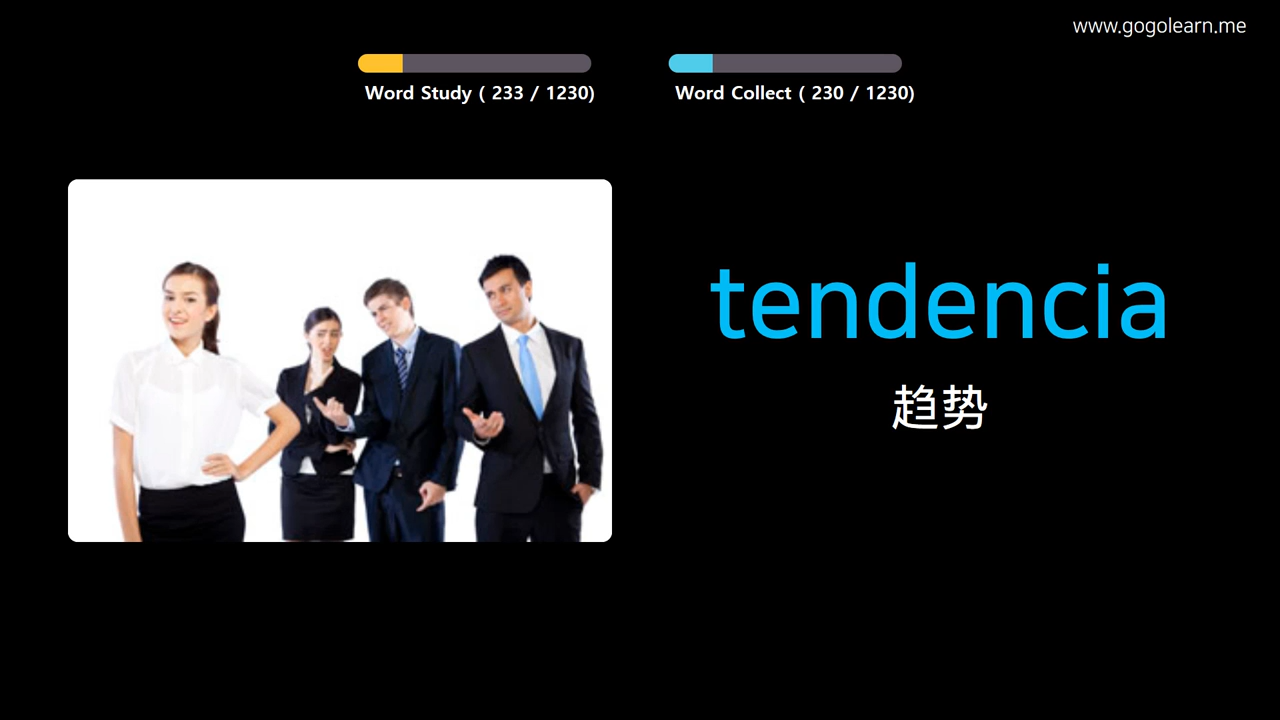 www.gogolearn.me
Word Study ( 233 / 1230)
Word Collect ( 230 / 1230)
tendencia
趋势